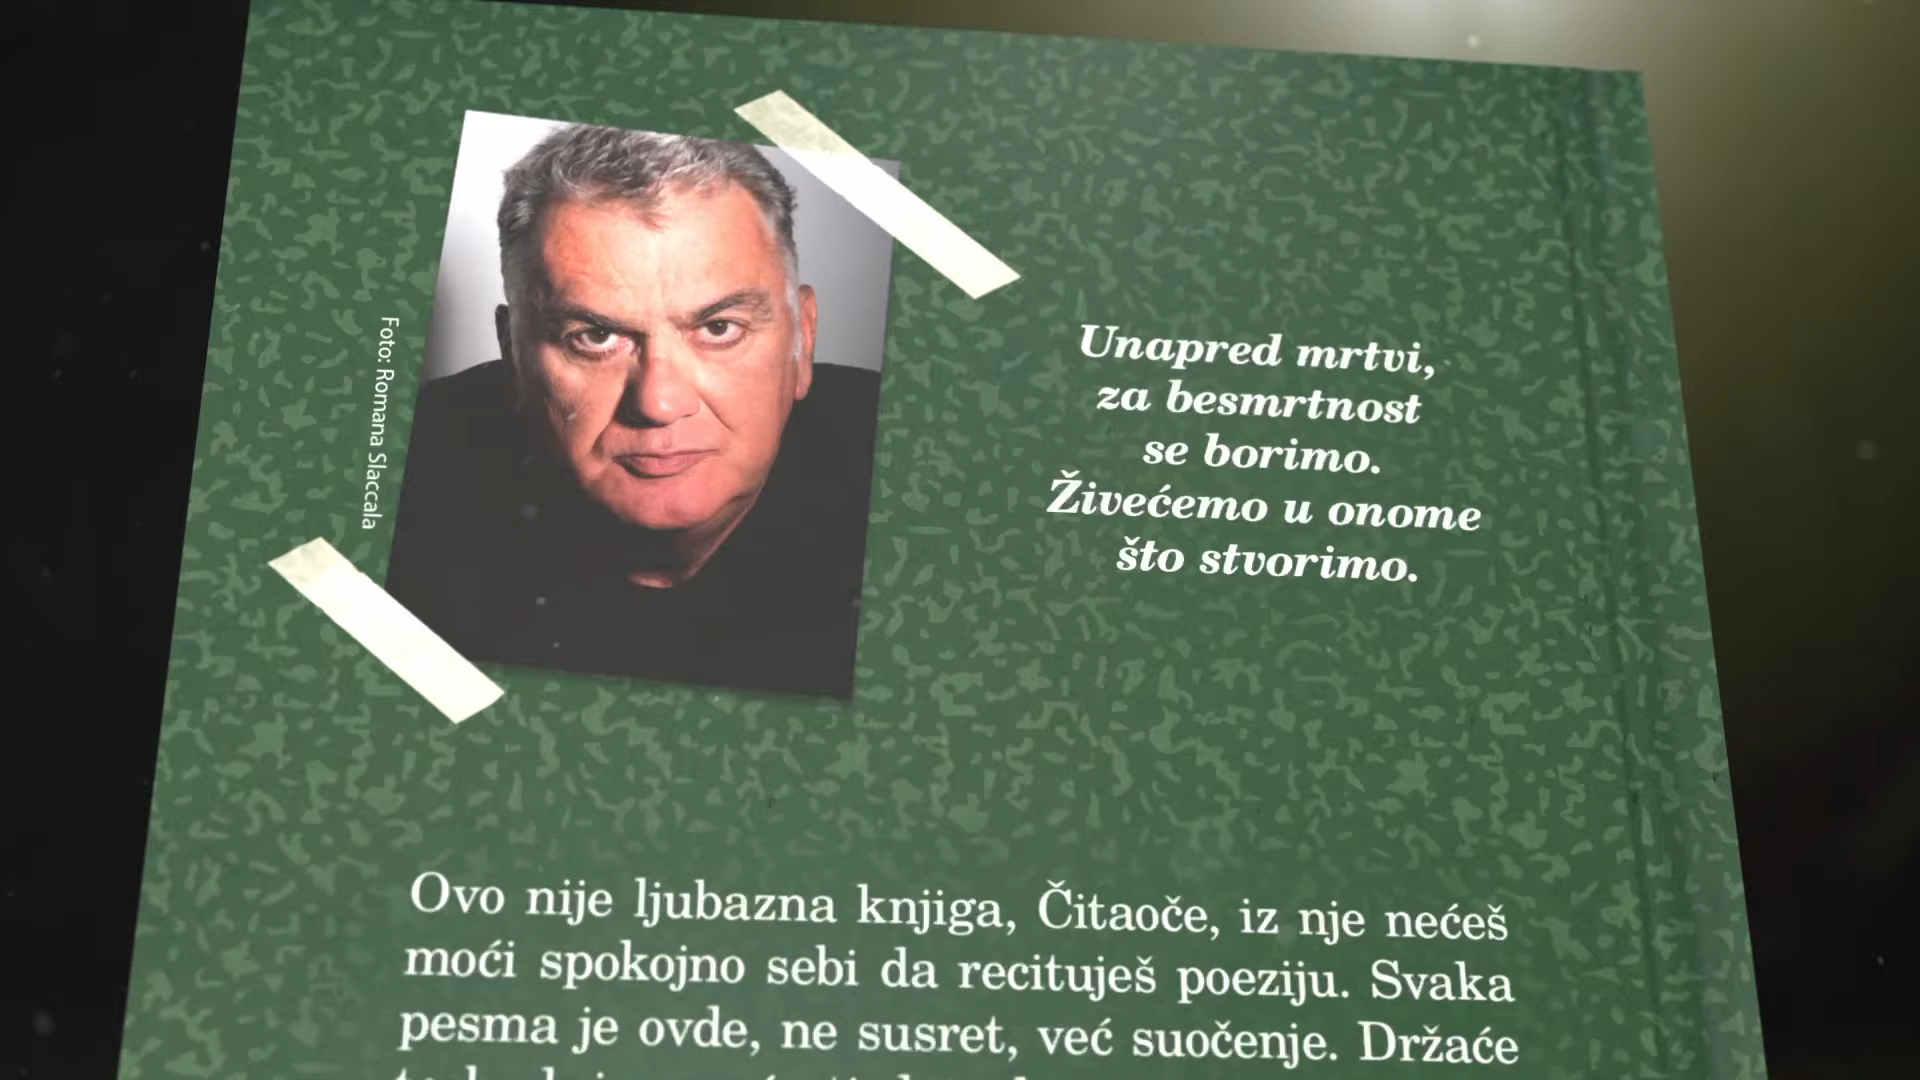 Foto: Romana Slaccala
Unapred mrtvi,
za besmrtnost
se borimo.
Živećemo u onome
što stvorimo.
Ovo nije ljubazna knjiga, Čitaoče, iz nje nećeš
moći spokojno sebi da recituješ poeziju. Svaka
pesma je ovde, ne susret, već suočenje. Držaće